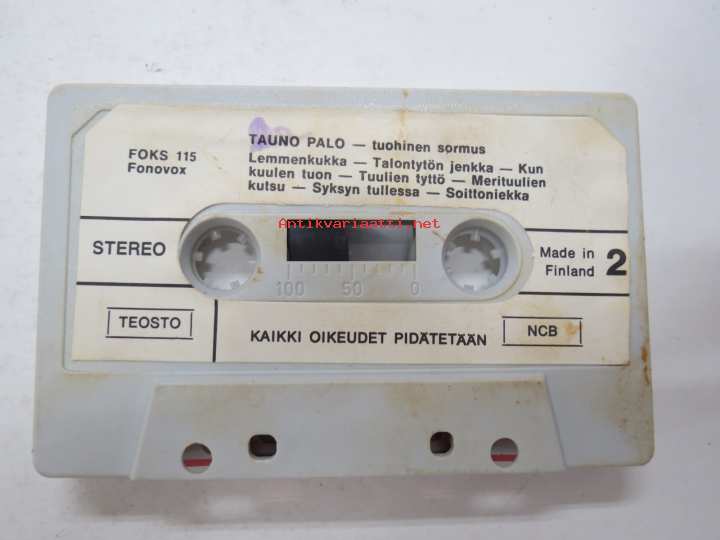 TAUNO PALO — tuohinen sormus
FOKS 115
Fonovox
Lemmenkukka — Talontytön jenkka — Kun
kuulen tuon — Tuulien tyttö — Merituulien
kutsu — Syksyn tullessa — Soittoniekka
Antikvariaatti.net
STEREO
Made in
Finland
2
100 50 0
TEOSTO
KAIKKI OIKEUDET PIDÄTETÄÄN
NCB